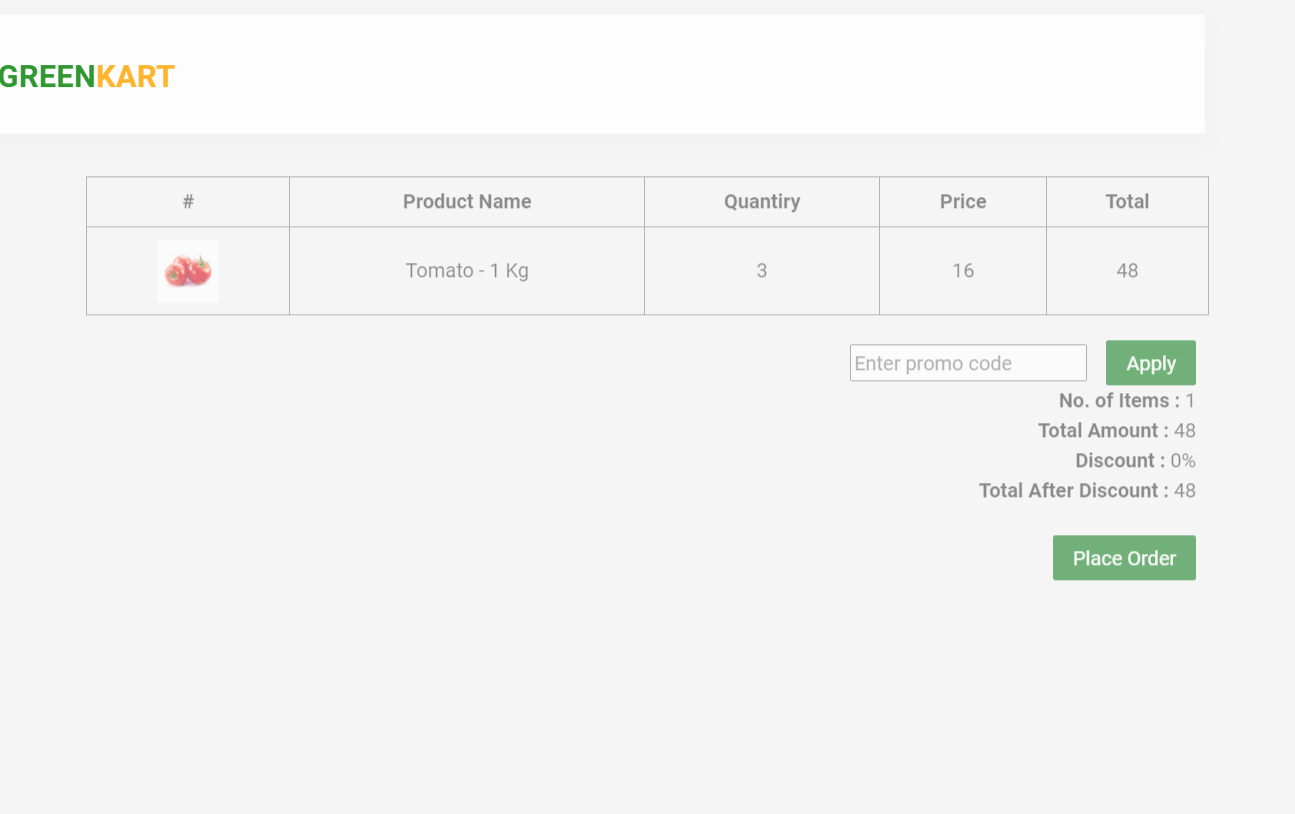 GREENKART
# Product Name Quantiry Price Total
Tomato - 1 Kg 3 16 48
Enter promo code Apply
No. of Items : 1
Total Amount : 48
Discount : 0%
Total After Discount : 48
Place Order